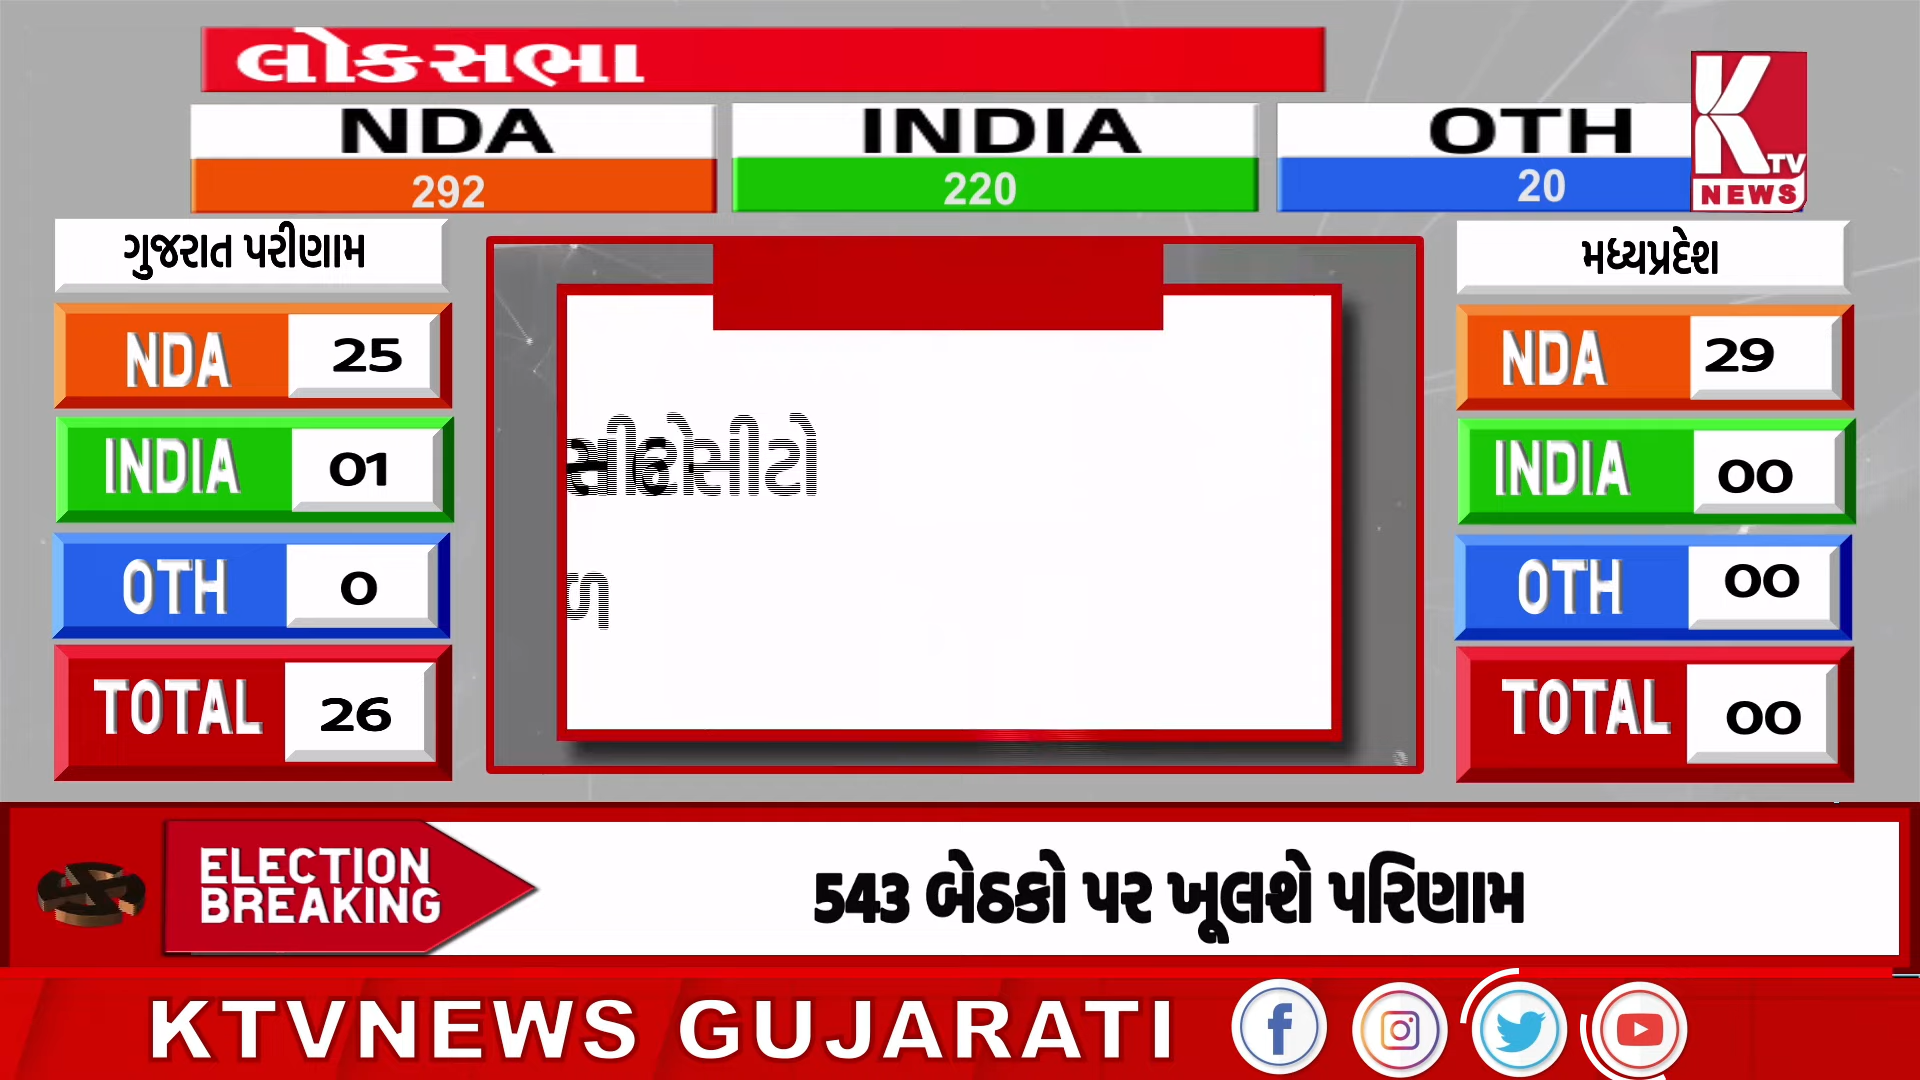 લોકસભા
NDA INDIA OTH
292 220 20
K TV NEWS
ગુજરાત પરીણામ
NDA 25
INDIA 01
OTH 0
TOTAL 26
મધ્યપ્રદેશ
NDA 29
INDIA 00
OTH 00
TOTAL 00
ELECTION BREAKING
543 બેઠકો પર ખૂલશે પરિણામ
KTVNEWS GUJARATI